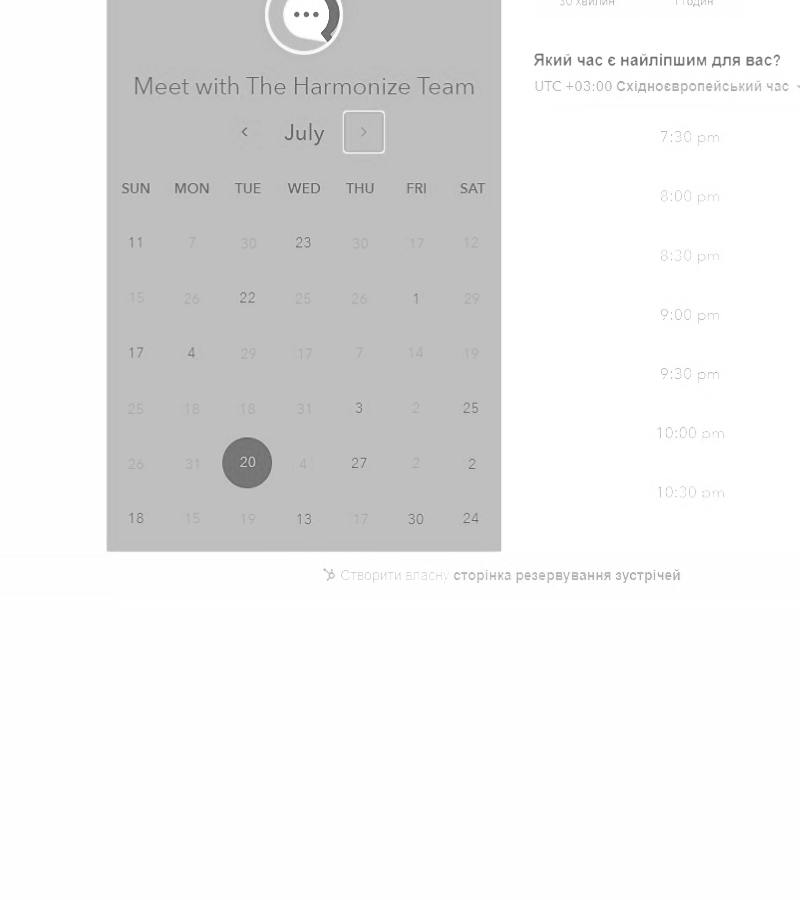 30 хвилин 1 годин
Meet with The Harmonize Team
July
SUN MON TUE WED THU FRI SAT
11 7 30 23 30 17 12
15 26 22 25 26 1 29
17 4 29 17 7 14 19
25 18 18 31 3 2 25
26 31 20 4 27 2 2
18 15 19 13 17 30 24
Який час є найліпшим для вас?
UTC +03:00 Східноєвропейський час
7:30 pm
8:00 pm
8:30 pm
9:00 pm
9:30 pm
10:00 pm
10:30 pm
Створити власну сторінка резервування зустрічей